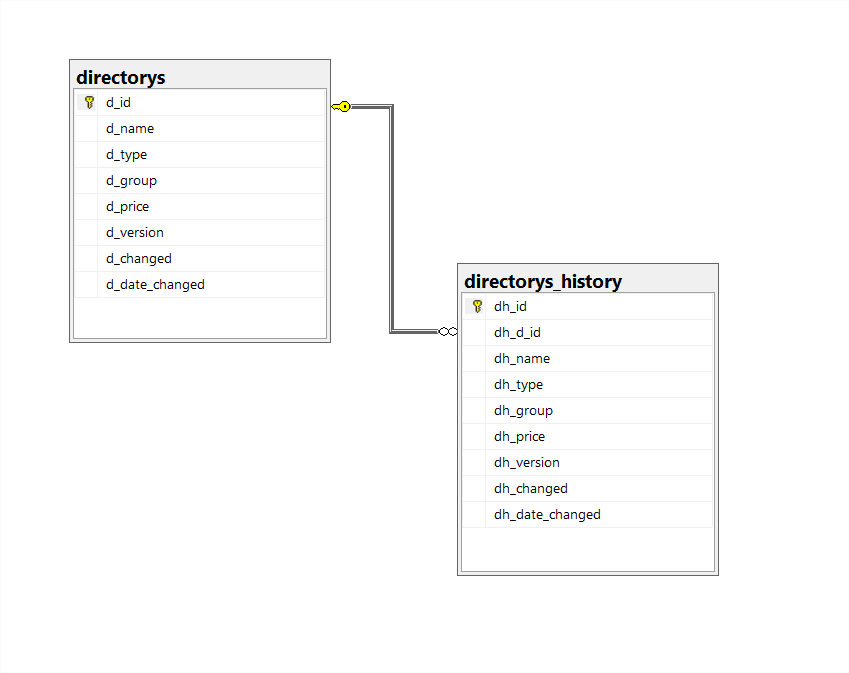 directorys
d_id
d_name
d_type
d_group
d_price
d_version
d_changed
d_date_changed
directorys_history
dh_id
dh_d_id
dh_name
dh_type
dh_group
dh_price
dh_version
dh_changed
dh_date_changed